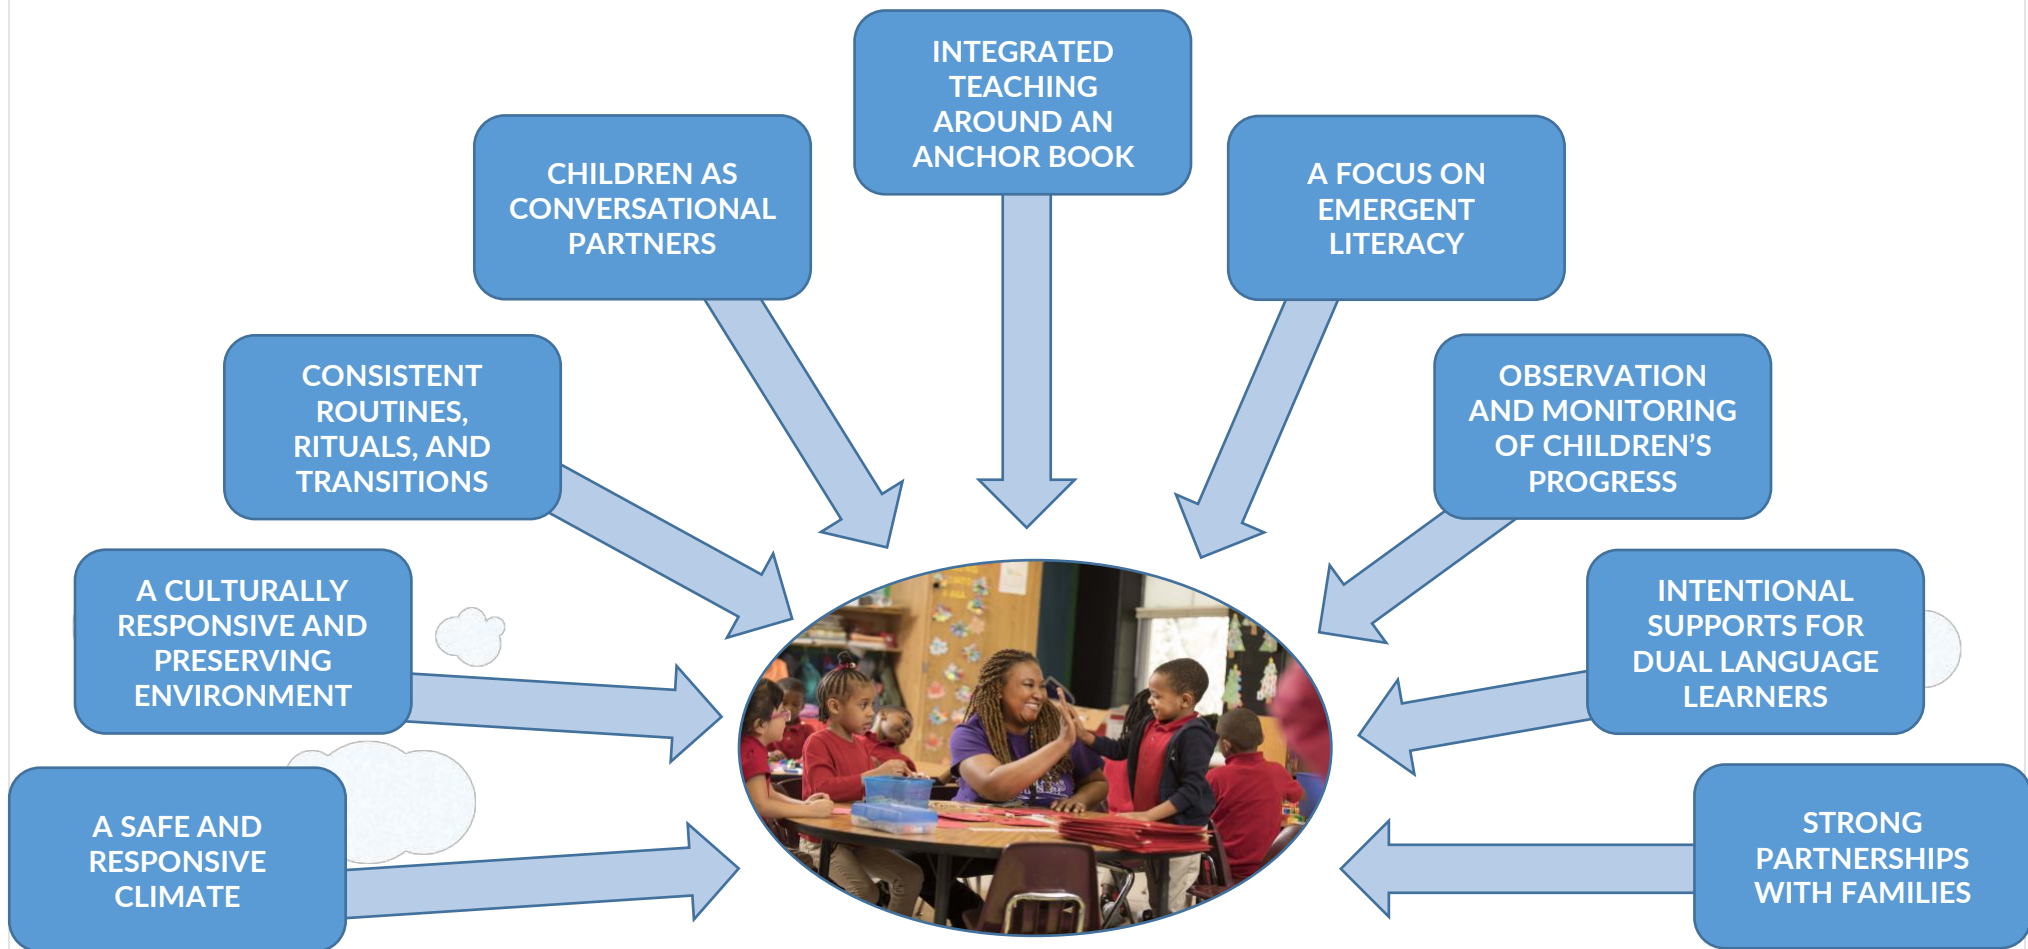 INTEGRATED
TEACHING
AROUND AN
ANCHOR BOOK
CHILDREN AS
CONVERSATIONAL
PARTNERS
A FOCUS ON
EMERGENT
LITERACY
CONSISTENT
ROUTINES,
RITUALS, AND
TRANSITIONS
OBSERVATION
AND MONITORING
OF CHILDREN’S
PROGRESS
A CULTURALLY
RESPONSIVE AND
PRESERVING
ENVIRONMENT
INTENTIONAL
SUPPORTS FOR
DUAL LANGUAGE
LEARNERS
A SAFE AND
RESPONSIVE
CLIMATE
STRONG
PARTNERSHIPS
WITH FAMILIES